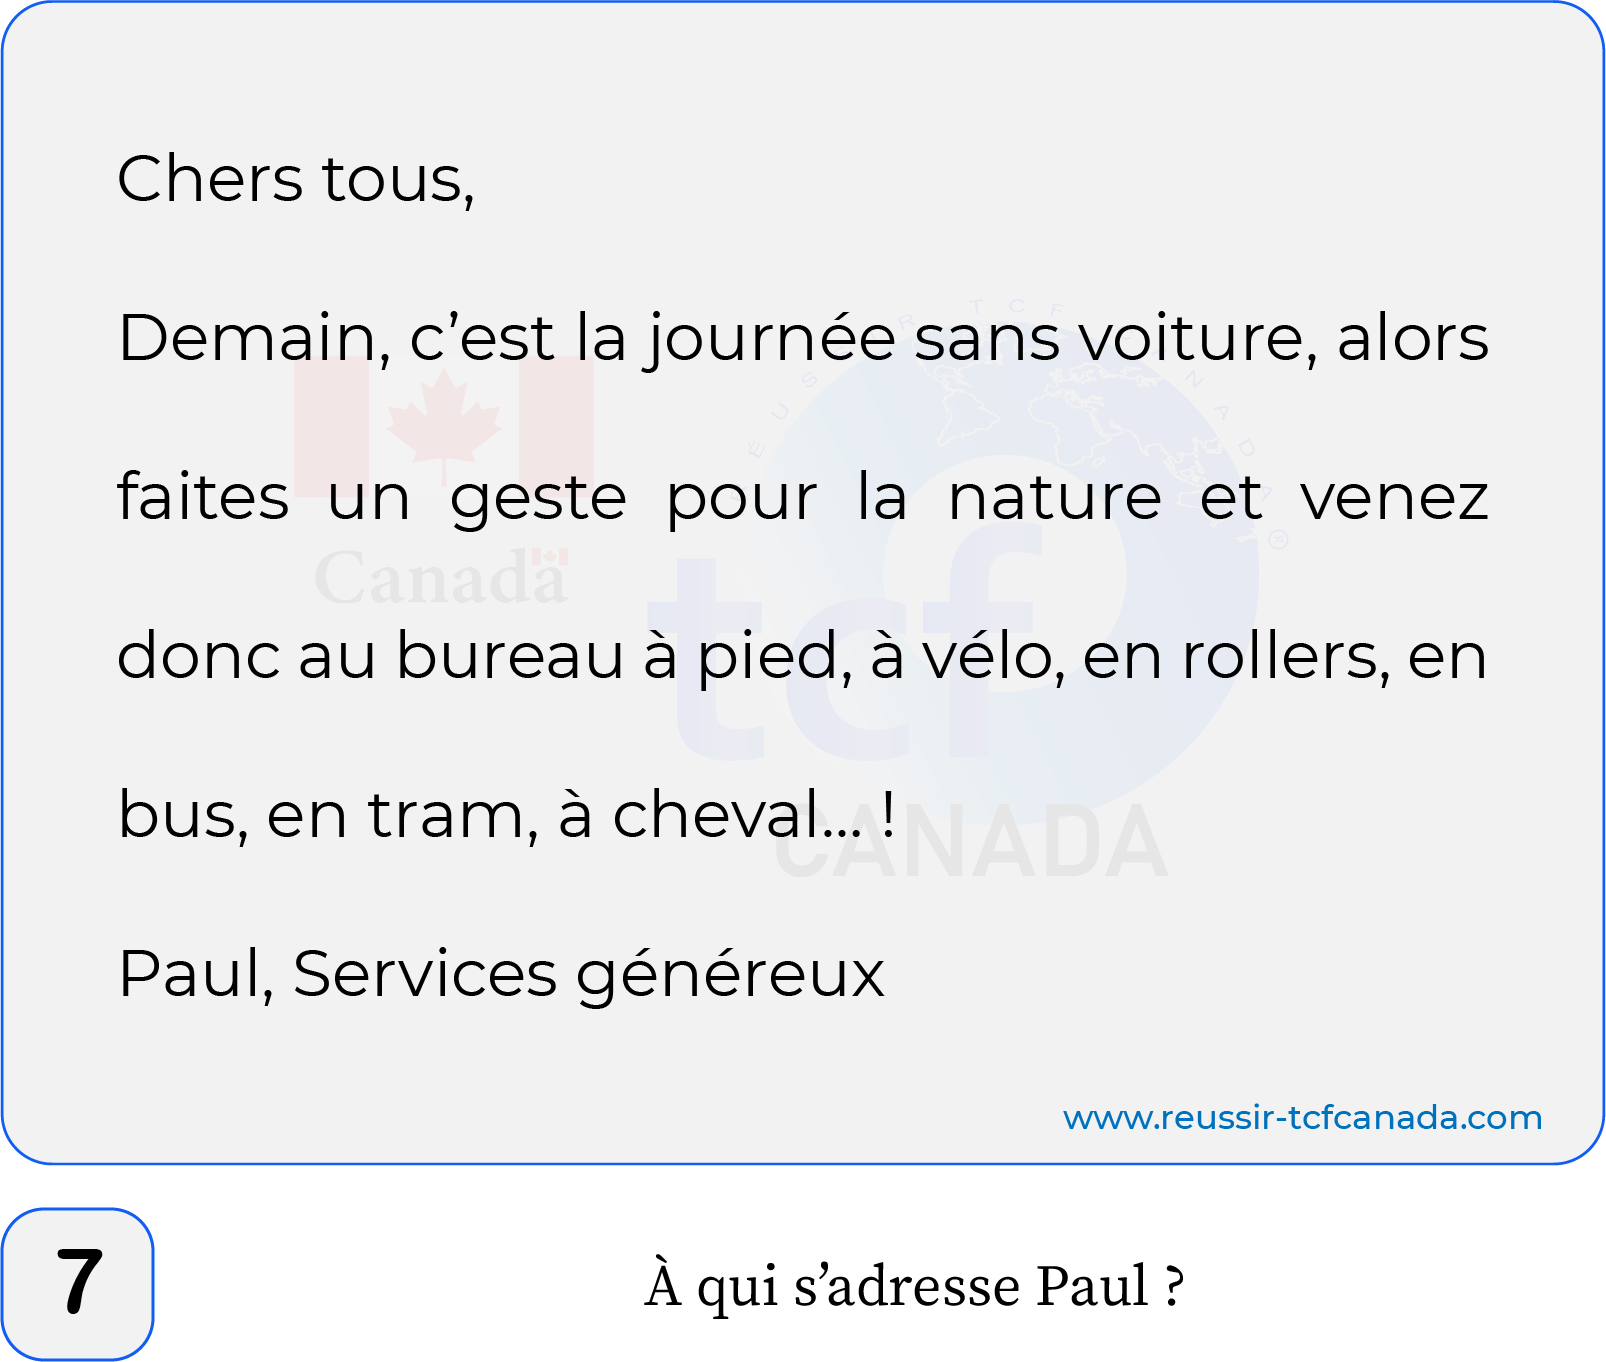 Chers tous,
Demain, c’est la journée sans voiture, alors
faites un geste pour la nature et venez
donc au bureau à pied, à vélo, en rollers, en
bus, en tram, à cheval... !
Paul, Services généreux
RÉUSSIR TCF CANADA ®
Canada
tcf
CANADA
www.reussir-tcfcanada.com
7
À qui s’adresse Paul ?